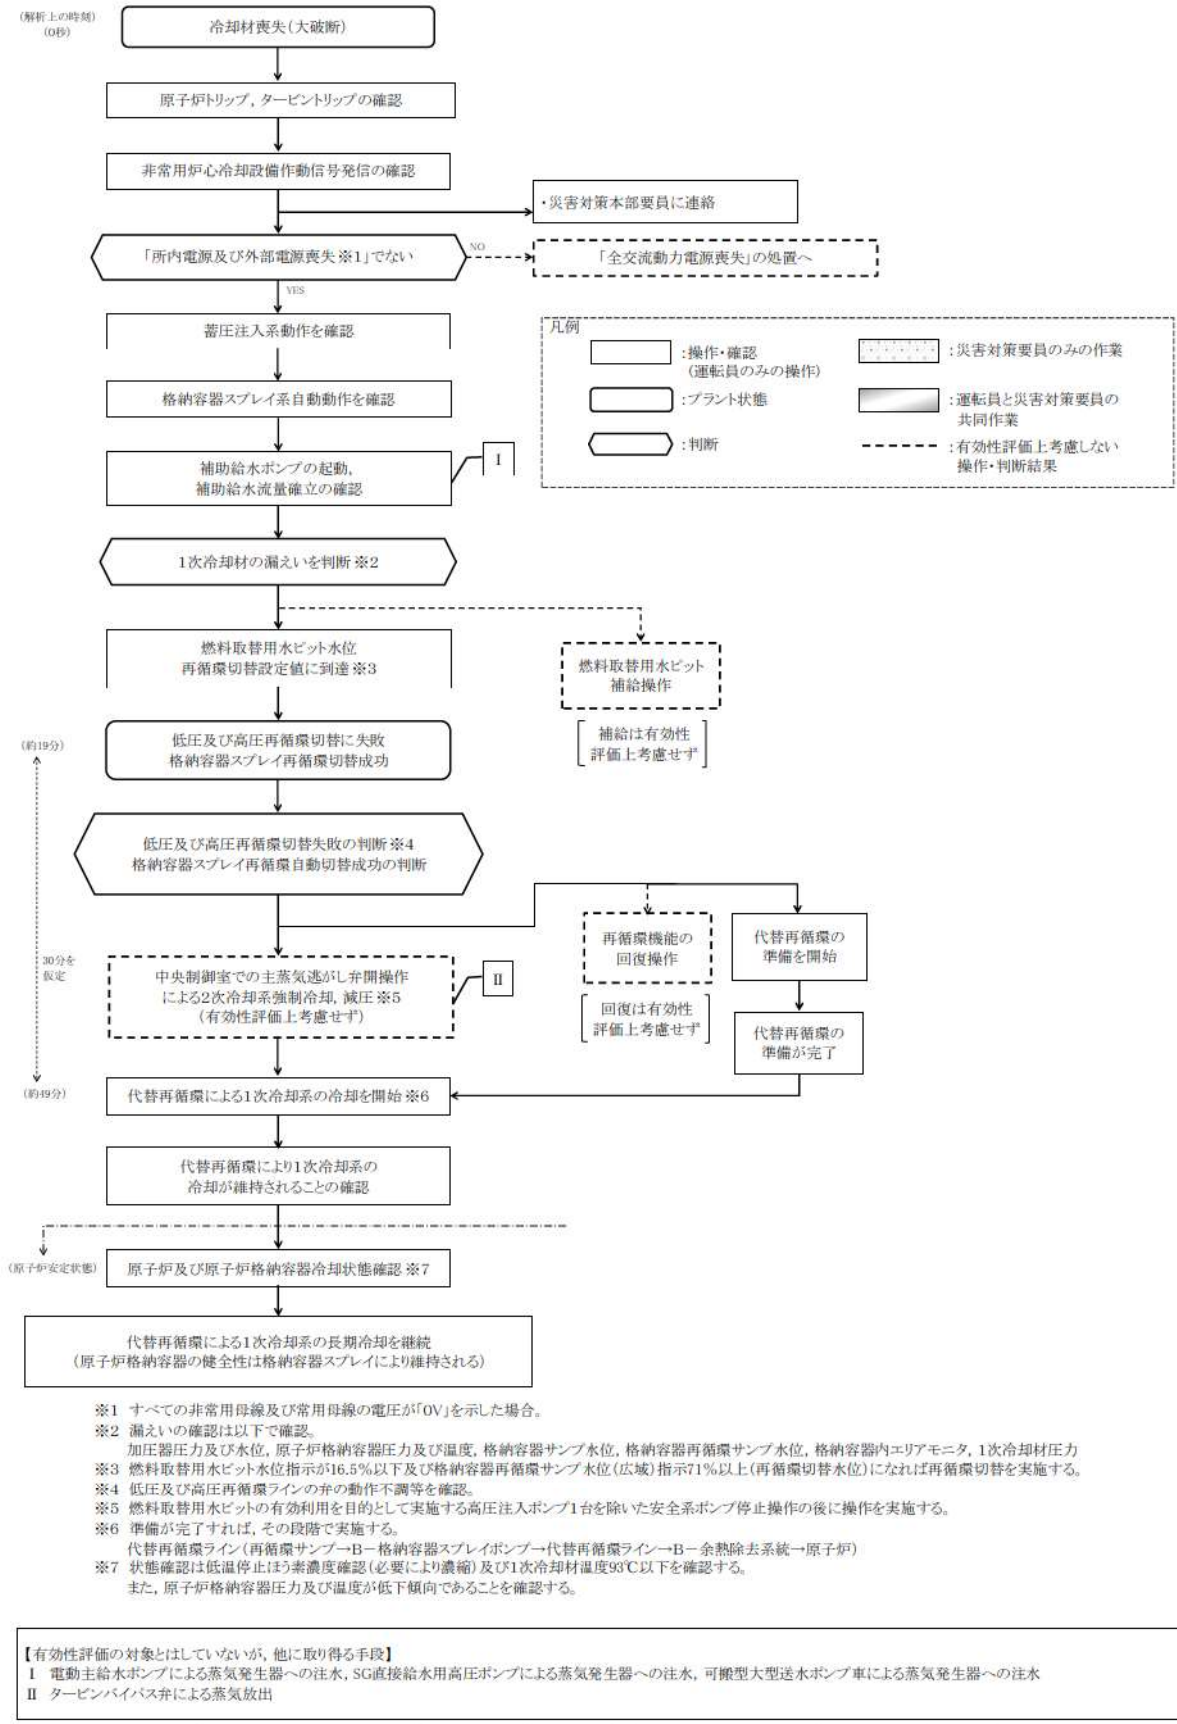 (解析上の時刻)
(0秒)
冷却材喪失(大破断)
原子炉トリップ，タービントリップの確認
非常用炉心冷却設備作動信号発信の確認
・災害対策本部要員に連絡
「所内電源及び外部電源喪失※1」でない
NO
「全交流動力電源喪失」の処置へ
YES
蓄圧注入系動作を確認
格納容器スプレイ系自動動作を確認
補助給水ポンプの起動，
補助給水流量確立の確認
I
凡例
：操作・確認
(運転員のみの操作)
：災害対策要員のみの作業
：プラント状態
：運転員と災害対策要員の
共同作業
：判断
：有効性評価上考慮しない
操作・判断結果
1次冷却材の漏えいを判断※2
燃料取替用水ピット水位
再循環切替設定値に到達※3
燃料取替用水ピット
補給操作
補給は有効性
評価上考慮せず
(約19分)
低圧及び高圧再循環切替に失敗
格納容器スプレイ再循環切替成功
低圧及び高圧再循環切替失敗の判断※4
格納容器スプレイ再循環自動切替成功の判断
30分を
仮定
再循環機能の
回復操作
代替再循環の
準備を開始
中央制御室での主蒸気逃がし弁開操作
による2次冷却系強制冷却，減圧※5
(有効性評価上考慮せず)
II
回復は有効性
評価上考慮せず
代替再循環の
準備が完了
(約49分)
代替再循環による1次冷却系の冷却を開始※6
代替再循環により1次冷却系の
冷却が維持されることの確認
(原子炉安定状態)
原子炉及び原子炉格納容器冷却状態確認※7
代替再循環による1次冷却系の長期冷却を継続
(原子炉格納容器の健全性は格納容器スプレイにより維持される)
※1 すべての非常用母線及び常用母線の電圧が「0V」を示した場合。
※2 漏えいの確認は以下で確認。
加圧器圧力及び水位，原子炉格納容器圧力及び温度，格納容器サンプ水位，格納容器再循環サンプ水位，格納容器内エリアモニタ，1次冷却材圧力
※3 燃料取替用水ピット水位指示が16.5％以下及び格納容器再循環サンプ水位(広域)指示71％以上(再循環切替水位)になれば再循環切替を実施する。
※4 低圧及び高圧再循環ラインの弁の動作不調等を確認。
※5 燃料取替用水ピットの有効利用を目的として実施する高圧注入ポンプ1台を除いた安全系ポンプ停止操作の後に操作を実施する。
※6 準備が完了すれば，その段階で実施する。
代替再循環ライン(再循環サンプ→B－格納容器スプレイポンプ→代替再循環ライン→B－余熱除去系統→原子炉)
※7 状態確認は低温停止ほう素濃度確認(必要により濃縮)及び1次冷却材温度93℃以下を確認する。
また，原子炉格納容器圧力及び温度が低下傾向であることを確認する。
【有効性評価の対象とはしていないが，他に取り得る手段】
I 電動主給水ポンプによる蒸気発生器への注水，SG直接給水用高圧ポンプによる蒸気発生器への注水，可搬型大型送水ポンプ車による蒸気発生器への注水
II タービンバイパス弁による蒸気放出